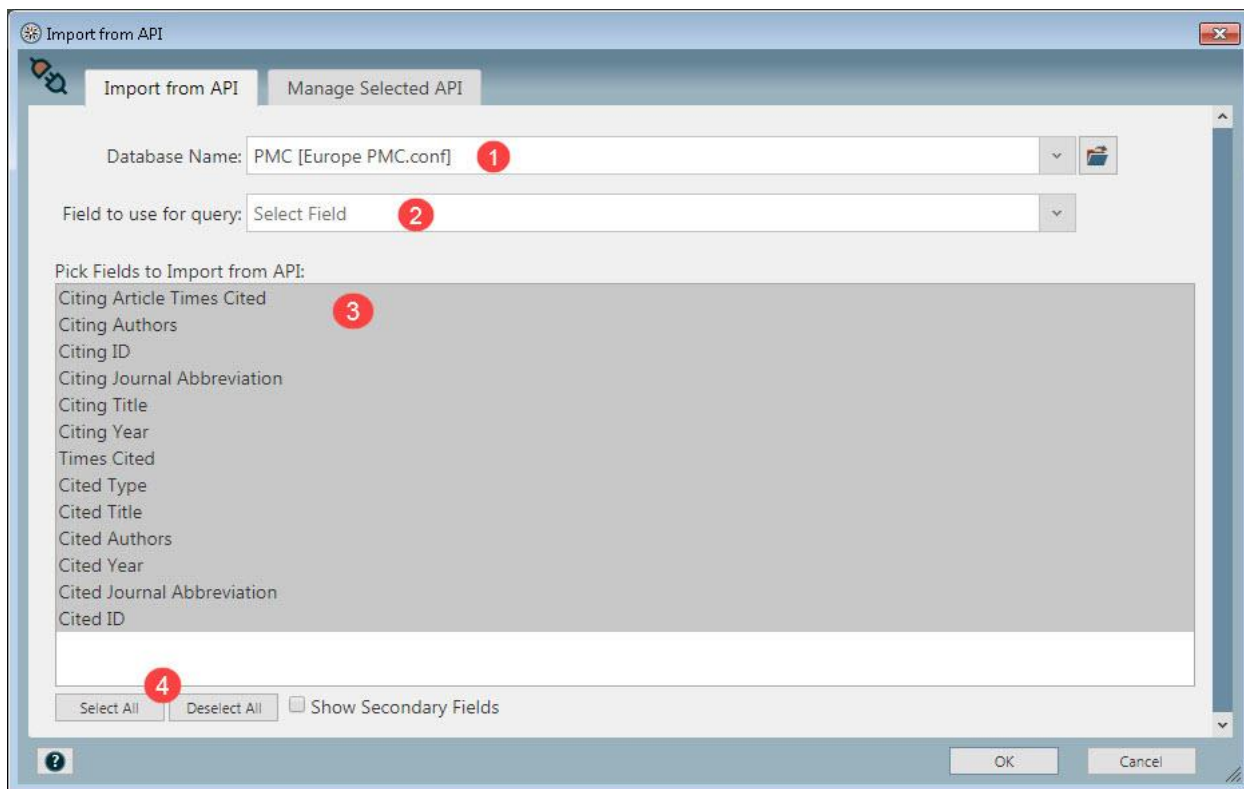 Import from API
Import from API Manage Selected API
Database Name: PMC [Europe PMC.conf] 1
Field to use for query: Select Field 2
Pick Fields to Import from API:
Citing Article Times Cited
3
Citing Authors
Citing ID
Citing Journal Abbreviation
Citing Title
Citing Year
Times Cited
Cited Type
Cited Title
Cited Authors
Cited Year
Cited Journal Abbreviation
Cited ID
4
Select All Deselect All Show Secondary Fields
? OK Cancel